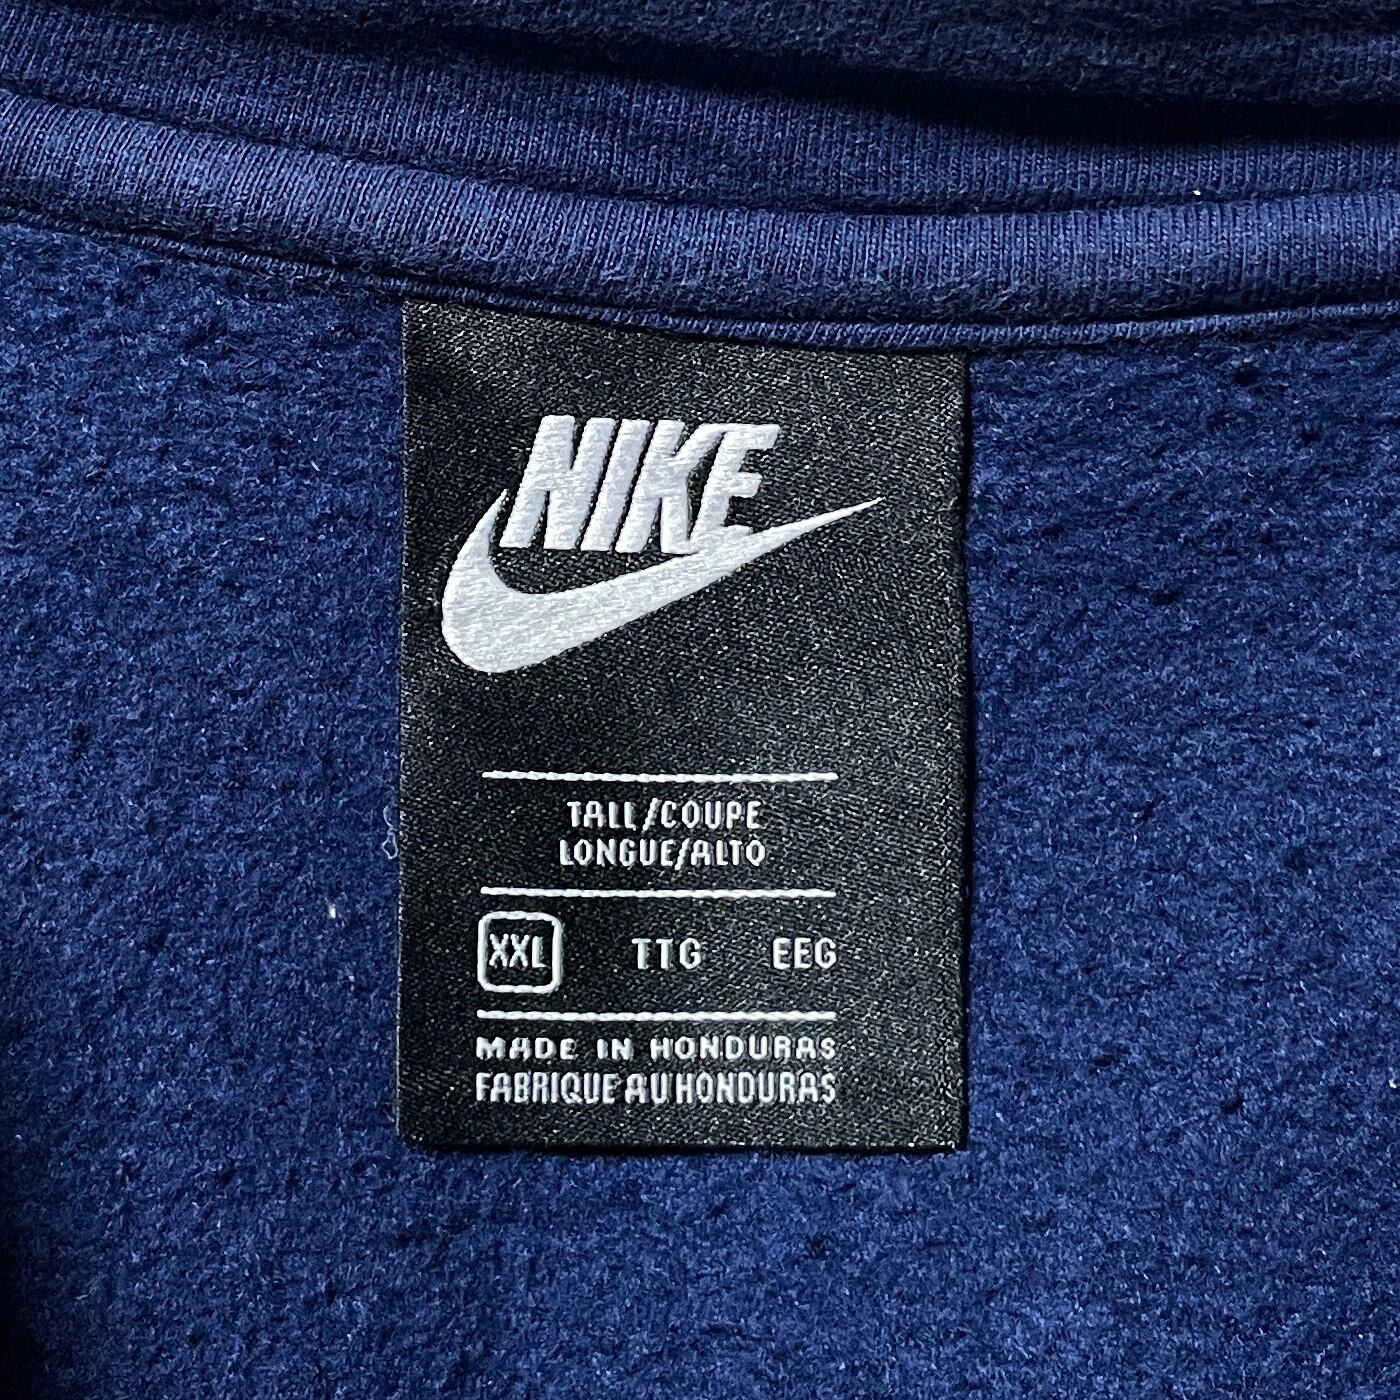 NIKE
TALL/COUPE
LONGUE/ALTO
XXL TTG EEG
MADE IN HONDURAS
FABRIQUE AU HONDURAS